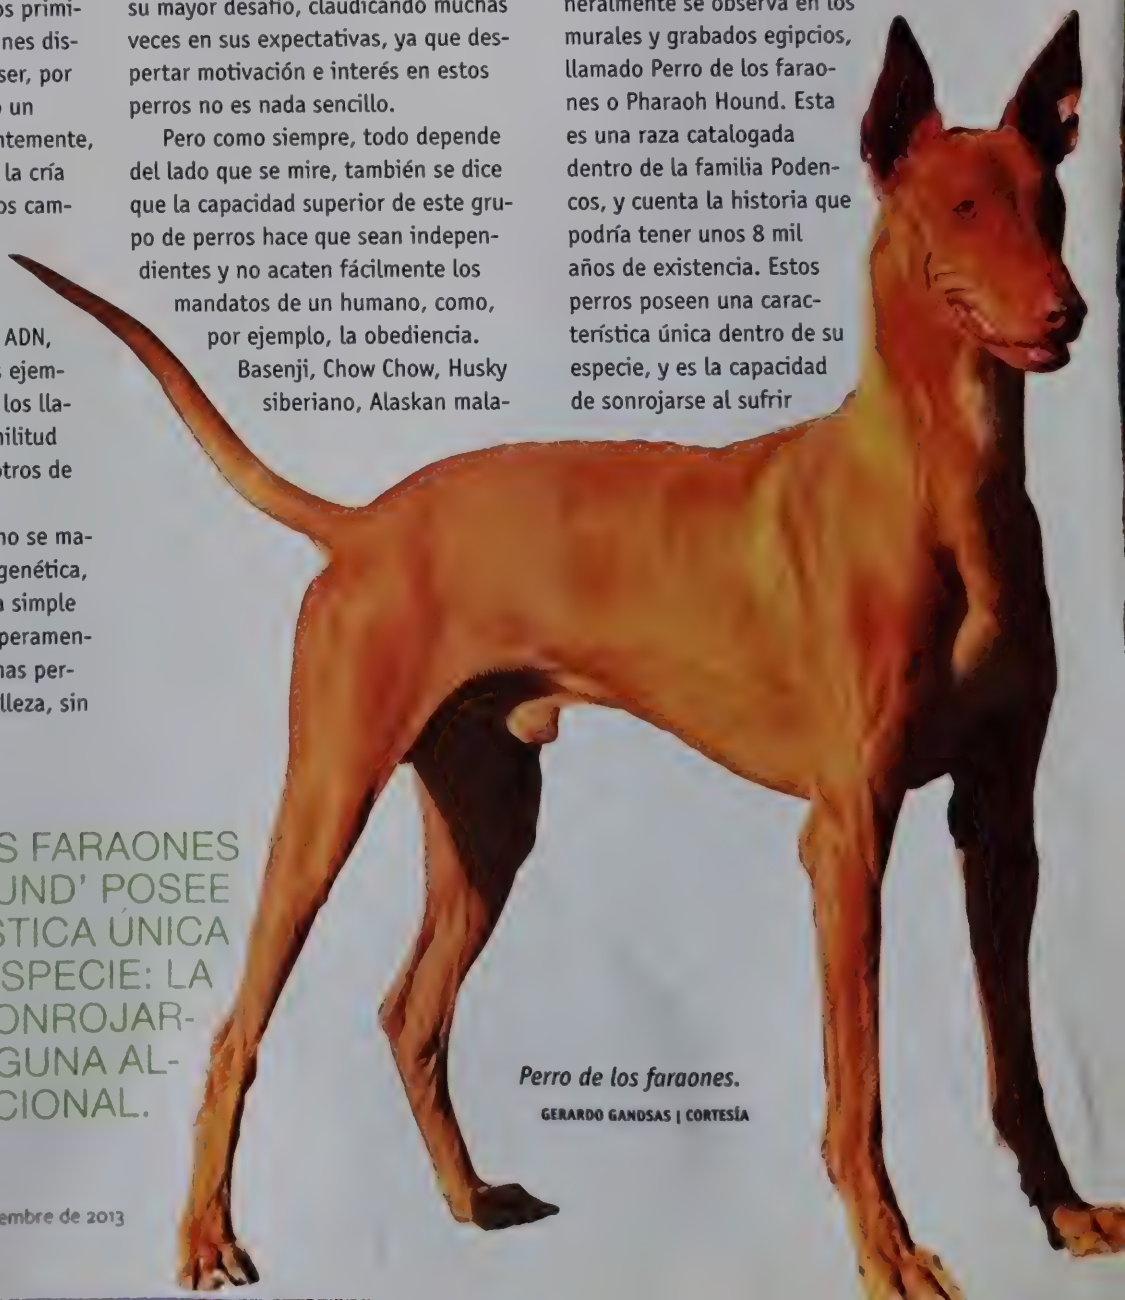 os primi-
nes dis-
ser, por
un
ntemente,
la cría
os cam-
ADN,
ejem-
los lla-
militud
otros de
no se ma-
genética,
a simple
peramen-
nas per-
lleza, sin
S FARAONES
UND' POSEE
STICA ÚNICA
SPECIE: LA
ONROJAR-
GUNA AL-
CIONAL.
embre de 2013
su mayor desafío, claudicando muchas
veces en sus expectativas, ya que des-
pertar motivación e interés en estos
perros no es nada sencillo.
Pero como siempre, todo depende
del lado que se mire, también se dice
que la capacidad superior de este gru-
po de perros hace que sean indepen-
dientes y no acaten fácilmente los
mandatos de un humano, como,
por ejemplo, la obediencia.
Basenji, Chow Chow, Husky
siberiano, Alaskan mala-
neralmente se observa en los
murales y grabados egipcios,
llamado Perro de los farao-
nes o Pharaoh Hound. Esta
es una raza catalogada
dentro de la familia Poden-
cos, y cuenta la historia que
podría tener unos 8 mil
años de existencia. Estos
perros poseen una carac-
terística única dentro de su
especie, y es la capacidad
de sonrojarse al sufrir
Perro de los faraones.
GERARDO GANDSAS | CORTESÍA